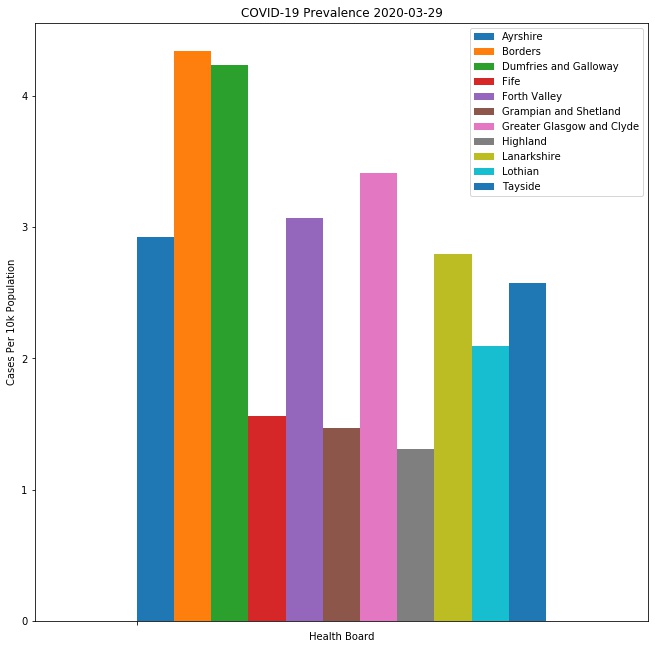 COVID-19 Prevalence 2020-03-29
Ayrshire
Borders
Dumfries and Galloway
Fife
Forth Valley
Grampian and Shetland
Greater Glasgow and Clyde
Highland
Lanarkshire
Lothian
Tayside
Cases Per 10k Population
4
3
2
1
0
Health Board